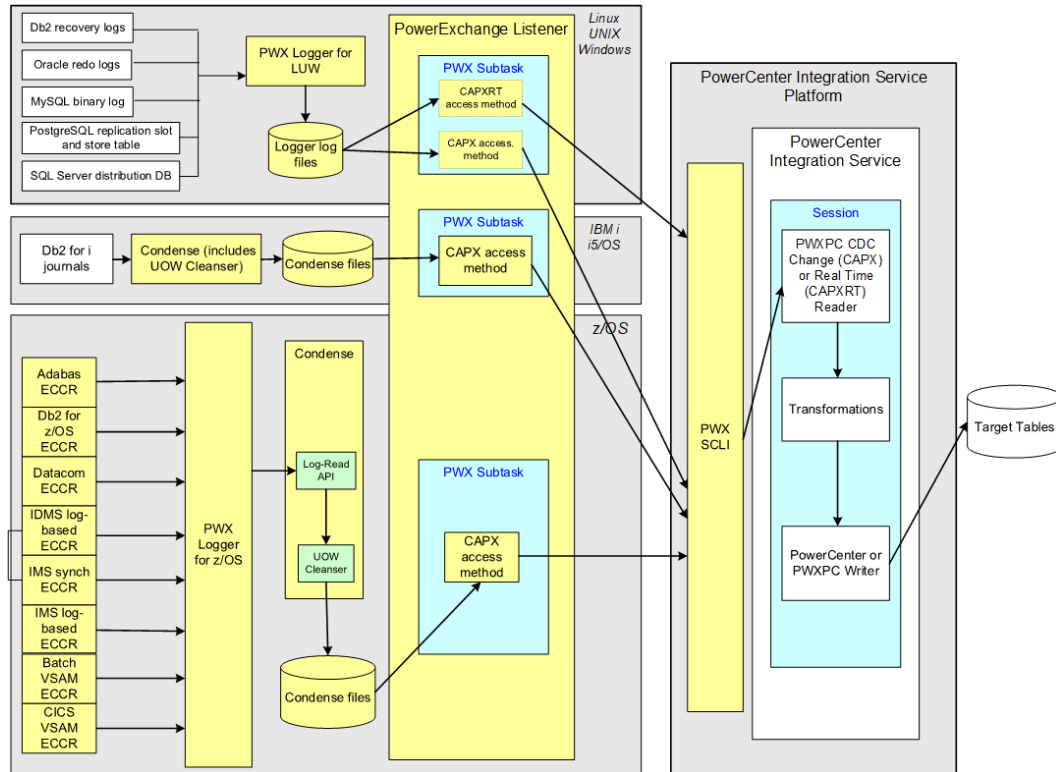 Db2 recovery logs
Oracle redo logs
MySQL binary log
PostgreSQL replication slot
and store table
SQL Server distribution DB
PWX Logger for
LUW
Logger log
files
PowerExchange Listener
Linux
UNIX
Windows
PWX Subtask
CAPXRT
access method
CAPX access.
method
Db2 for i
journals
Condense (includes
UOW Cleanser)
Condense files
PWX Subtask
CAPX access
method
IBM i
i5/OS
z/OS
Adabas
ECCR
Db2 for
z/OS
ECCR
Datacom
ECCR
IDMS log-
based
ECCR
IMS synch
ECCR
IMS log-
based
ECCR
Batch
VSAM
ECCR
CICS
VSAM
ECCR
PWX
Logger
for z/OS
Condense
Log-Read
API
UOW
Cleanser
Condense files
PWX Subtask
CAPX
access
method
PowerCenter Integration Service
Platform
PWX
SCLI
PowerCenter
Integration Service
Session
PWXPC CDC
Change (CAPX)
or Real Time
(CAPXRT)
Reader
Transformations
PowerCenter or
PWXPC Writer
Target Tables